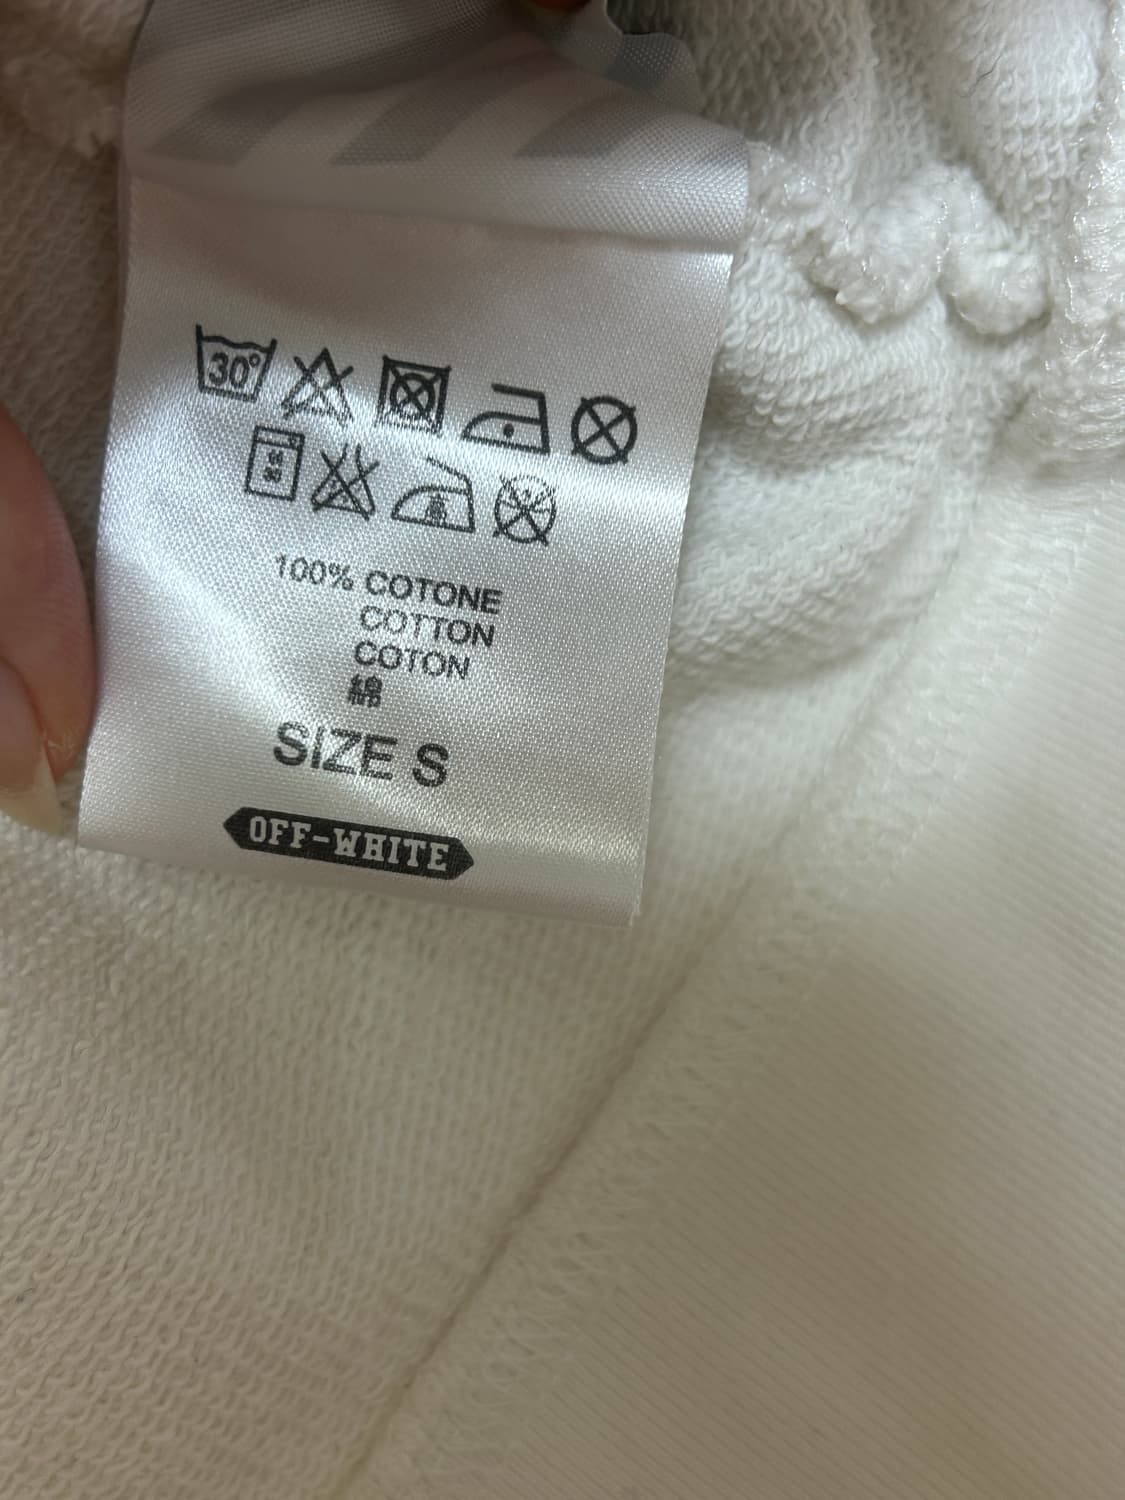 30°
100% COTONE
COTTON
COTON
綿
SIZE S
OFF-WHITE